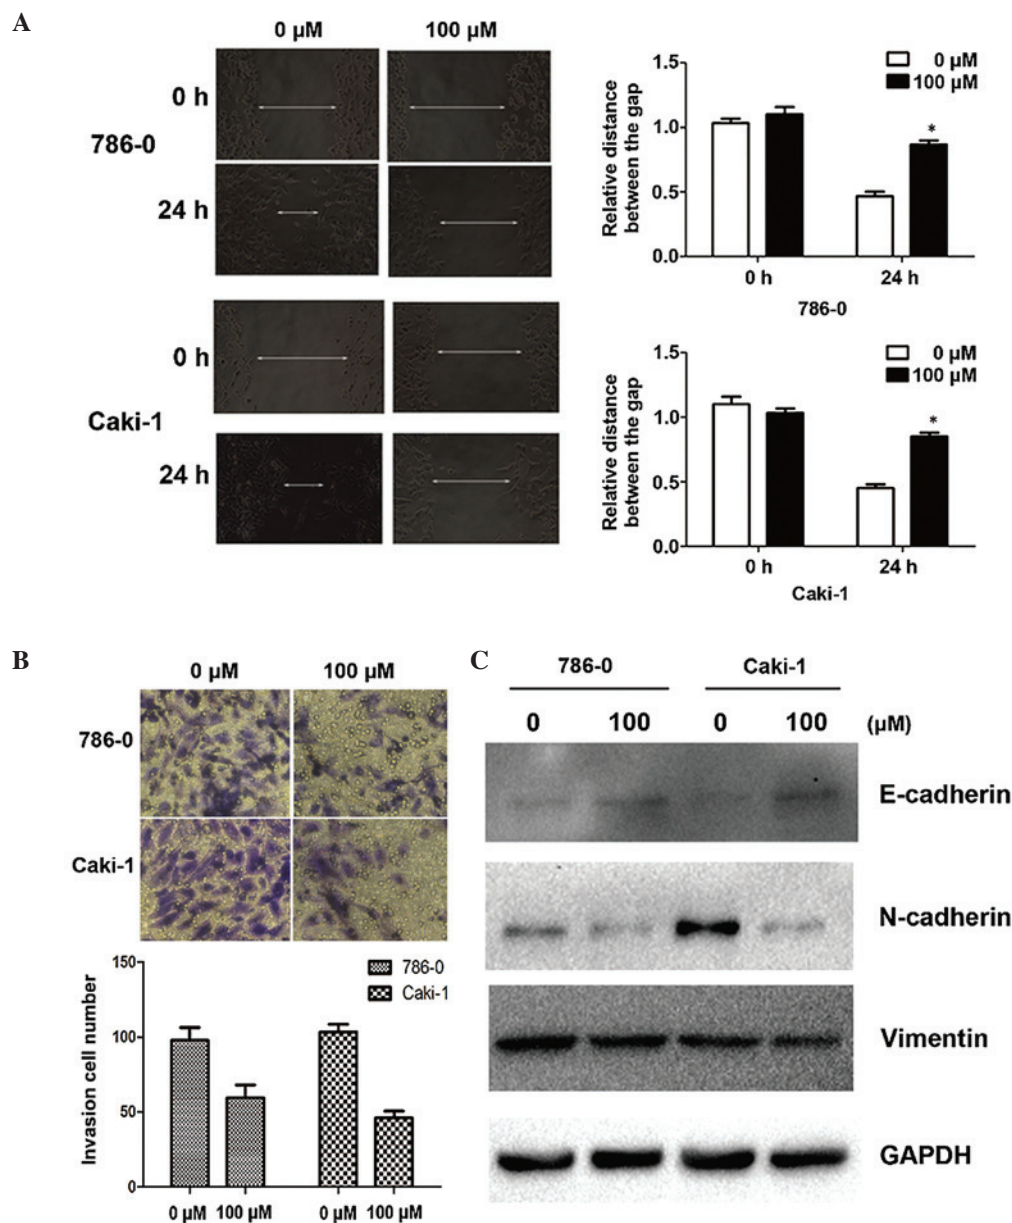 A
0 µM 100 µM
0 h
786-0
24 h
0 h
Caki-1
24 h
Relative distance
between the gap
1.5
1.0
0.5
0.0
0 µM
100 µM
*
0 h 24 h
786-0
Relative distance
between the gap
1.5
1.0
0.5
0.0
0 µM
100 µM
*
0 h 24 h
Caki-1
B
0 µM 100 µM
786-0
Caki-1
Invasion cell number
150
100
50
0
786-0
Caki-1
0 µM 100 µM 0 µM 100 µM
C
786-0 Caki-1
0 100 0 100 (µM)
E-cadherin
N-cadherin
Vimentin
GAPDH